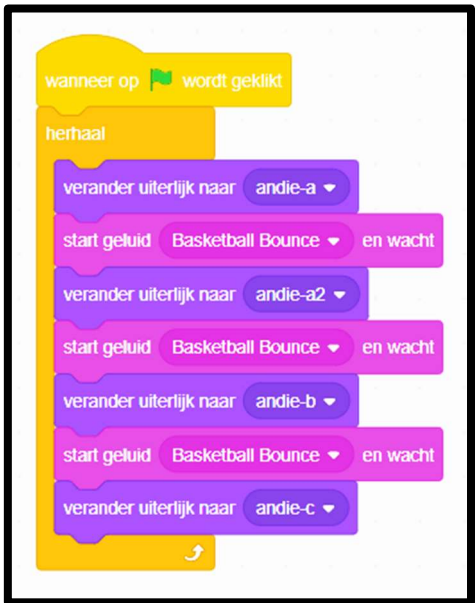 wanneer op wordt geklikt
herhaal
verander uiterlijk naar andie-a
start geluid Basketball Bounce en wacht
verander uiterlijk naar andie-a2
start geluid Basketball Bounce en wacht
verander uiterlijk naar andie-b
start geluid Basketball Bounce en wacht
verander uiterlijk naar andie-c